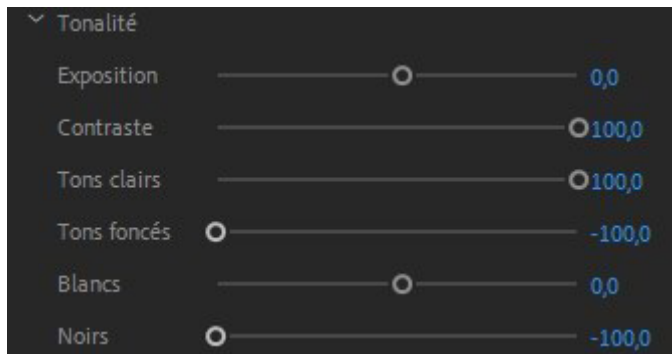 Tonalité
Exposition 0,0
Contraste 100,0
Tons clairs 100,0
Tons foncés -100,0
Blancs 0,0
Noirs -100,0